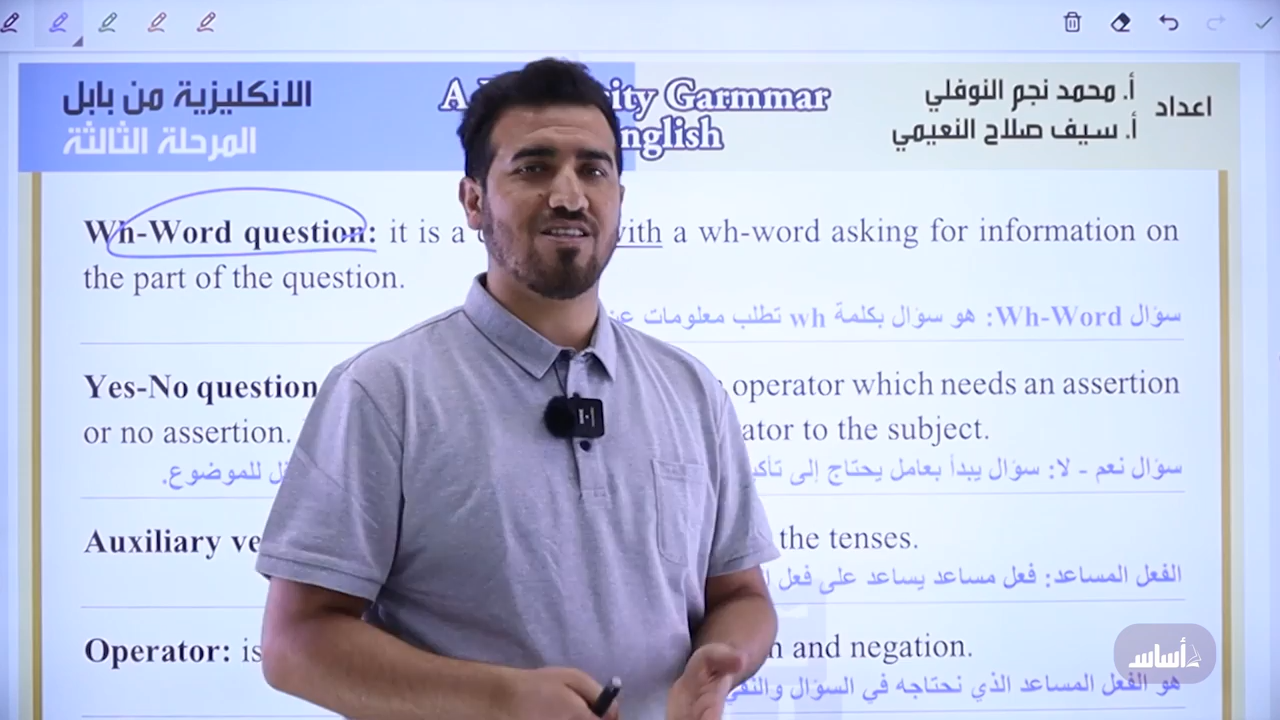 الانكليزية من بابل
المرحلة الثالثة
A city Garmmar
nglish
اعداد
أ. محمد نجم النوفلي
أ. سيف صلاح النعيمي
Wh-Word question: it is a with a wh-word asking for information on
the part of the question.
سؤال Wh-Word: هو سؤال بكلمة wh تطلب معلومات
Yes-No question operator which needs an assertion
or no assertion. ator to the subject.
سؤال نعم - لا: سؤال يبدأ بعامل يحتاج إلى للموضوع.
Auxiliary ve the tenses.
الفعل المساعد: فعل مساعد يساعد على فعل
Operator: is and negation.
هو الفعل المساعد الذي نحتاجه في السؤال والنفي
أساس